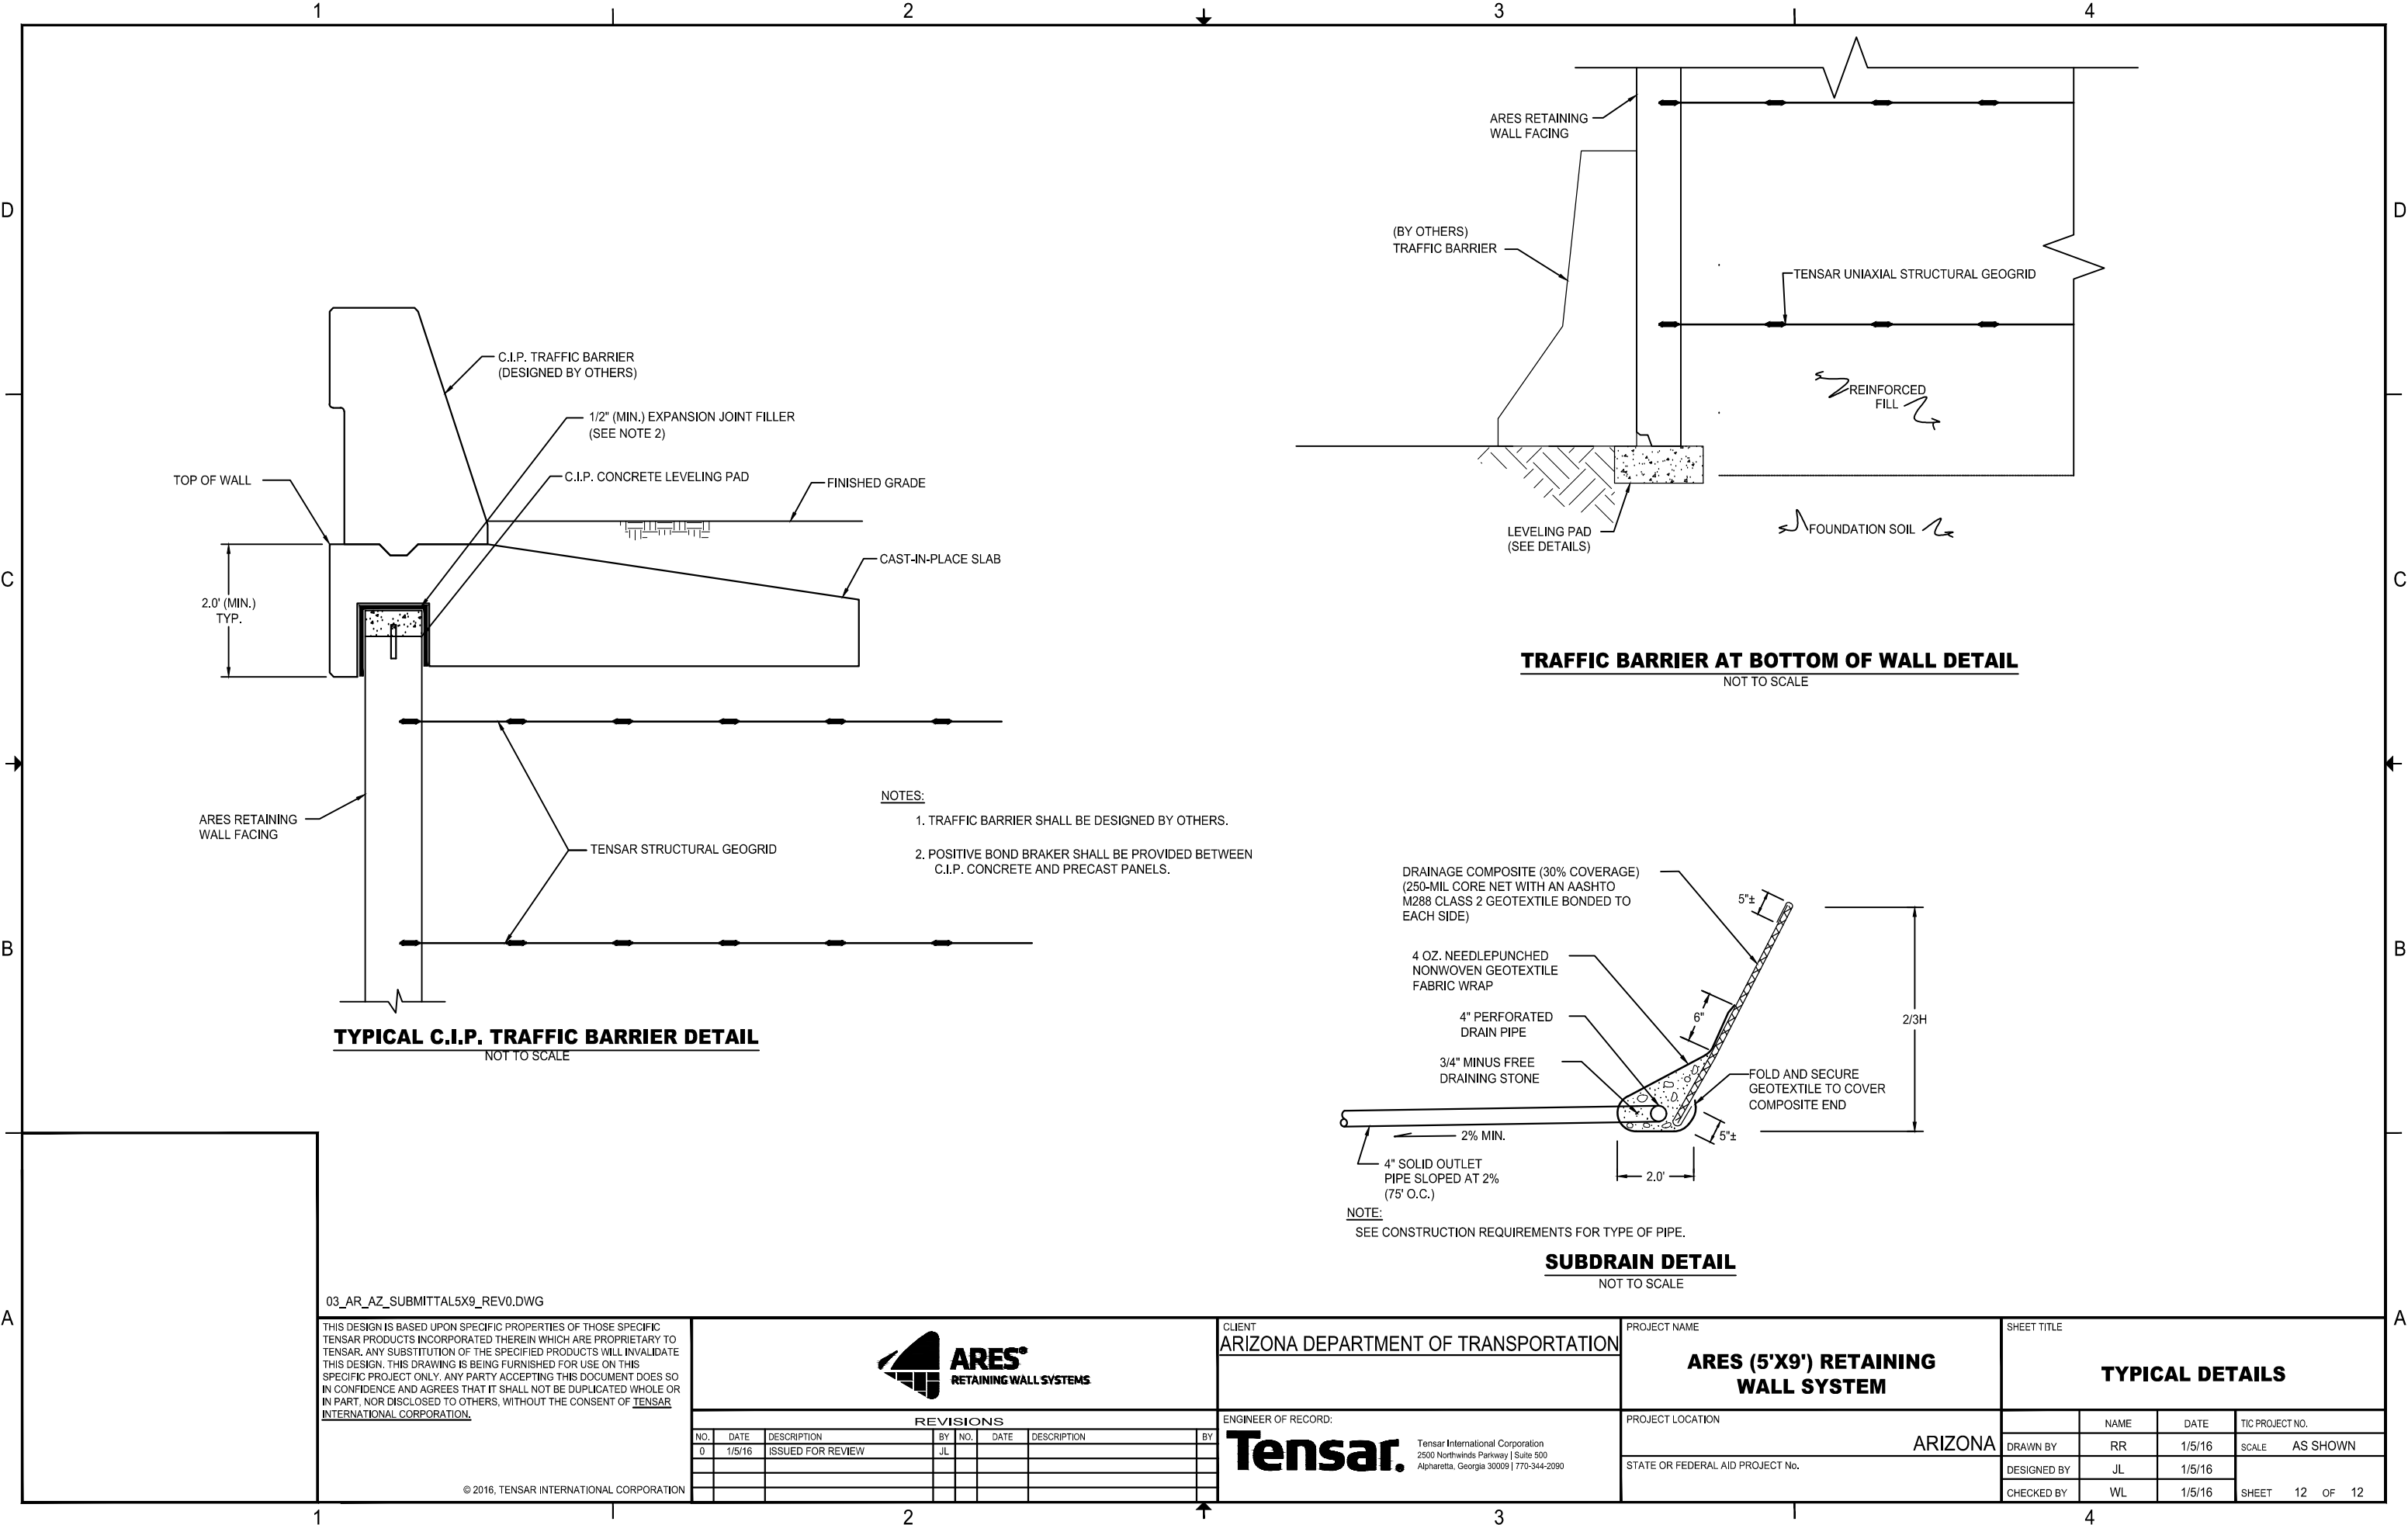 1
2
3
4
D
D
C
C
B
B
A
A
C.I.P. TRAFFIC BARRIER
(DESIGNED BY OTHERS)
1/2" (MIN.) EXPANSION JOINT FILLER
(SEE NOTE 2)
C.I.P. CONCRETE LEVELING PAD
TOP OF WALL
FINISHED GRADE
CAST-IN-PLACE SLAB
2.0' (MIN.)
TYP.
ARES RETAINING
WALL FACING
TENSAR STRUCTURAL GEOGRID
TYPICAL C.I.P. TRAFFIC BARRIER DETAIL
NOT TO SCALE
NOTES:
1. TRAFFIC BARRIER SHALL BE DESIGNED BY OTHERS.
2. POSITIVE BOND BRAKER SHALL BE PROVIDED BETWEEN
C.I.P. CONCRETE AND PRECAST PANELS.
ARES RETAINING
WALL FACING
(BY OTHERS)
TRAFFIC BARRIER
TENSAR UNIAXIAL STRUCTURAL GEOGRID
REINFORCED
FILL
LEVELING PAD
(SEE DETAILS)
FOUNDATION SOIL
TRAFFIC BARRIER AT BOTTOM OF WALL DETAIL
NOT TO SCALE
DRAINAGE COMPOSITE (30% COVERAGE)
(250-MIL CORE NET WITH AN AASHTO
M288 CLASS 2 GEOTEXTILE BONDED TO
EACH SIDE)
5"±
4 OZ. NEEDLEPUNCHED
NONWOVEN GEOTEXTILE
FABRIC WRAP
6"
4" PERFORATED
DRAIN PIPE
2/3H
3/4" MINUS FREE
DRAINING STONE
FOLD AND SECURE
GEOTEXTILE TO COVER
COMPOSITE END
2% MIN.
5"±
4" SOLID OUTLET
PIPE SLOPED AT 2%
(75' O.C.)
2.0'
NOTE:
SEE CONSTRUCTION REQUIREMENTS FOR TYPE OF PIPE.
SUBDRAIN DETAIL
NOT TO SCALE
03_AR_AZ_SUBMITTAL5X9_REV0.DWG
THIS DESIGN IS BASED UPON SPECIFIC PROPERTIES OF THOSE SPECIFIC
TENSAR PRODUCTS INCORPORATED THEREIN WHICH ARE PROPRIETARY TO
TENSAR. ANY SUBSTITUTION OF THE SPECIFIED PRODUCTS WILL INVALIDATE
THIS DESIGN. THIS DRAWING IS BEING FURNISHED FOR USE ON THIS
SPECIFIC PROJECT ONLY. ANY PARTY ACCEPTING THIS DOCUMENT DOES SO
IN CONFIDENCE AND AGREES THAT IT SHALL NOT BE DUPLICATED WHOLE OR
IN PART, NOR DISCLOSED TO OTHERS, WITHOUT THE CONSENT OF TENSAR
INTERNATIONAL CORPORATION.
© 2016, TENSAR INTERNATIONAL CORPORATION
ARES®
RETAINING WALL SYSTEMS
REVISIONS
NO. DATE DESCRIPTION BY NO. DATE DESCRIPTION BY
0 1/5/16 ISSUED FOR REVIEW JL
CLIENT
ARIZONA DEPARTMENT OF TRANSPORTATION
ENGINEER OF RECORD:
Tensar.
Tensar International Corporation
2500 Northwinds Parkway | Suite 500
Alpharetta, Georgia 30009 | 770-344-2090
PROJECT NAME
ARES (5'X9') RETAINING
WALL SYSTEM
PROJECT LOCATION
ARIZONA
STATE OR FEDERAL AID PROJECT No.
SHEET TITLE
TYPICAL DETAILS
NAME DATE TIC PROJECT NO.
DRAWN BY RR 1/5/16 SCALE AS SHOWN
DESIGNED BY JL 1/5/16
CHECKED BY WL 1/5/16 SHEET 12 OF 12
1
2
3
4